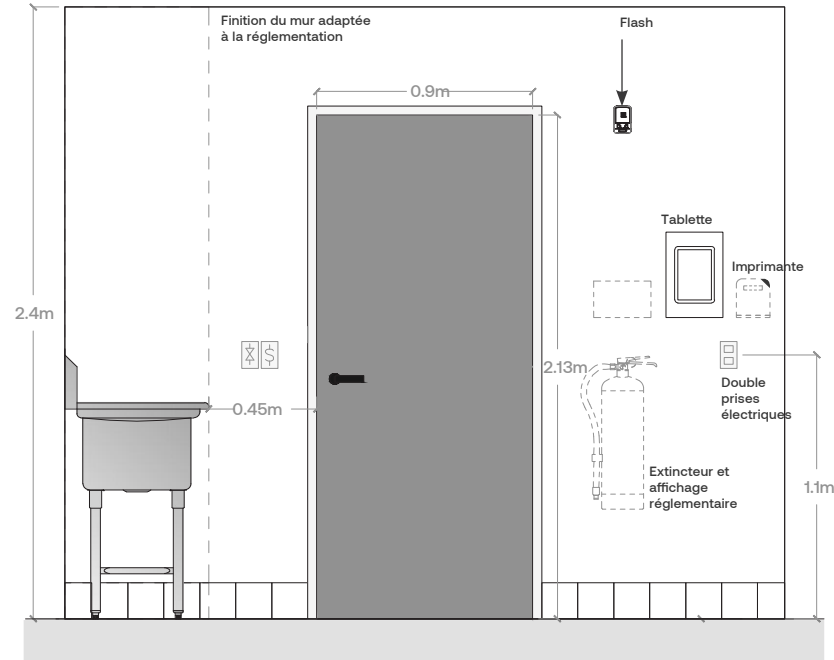 Finition du mur adaptée
à la réglementation
Flash
0.9m
Tablette
Imprimante
2.4m
2.13m
Double
prises
électriques
0.45m
Extincteur et
affichage
réglementaire
1.1m
S